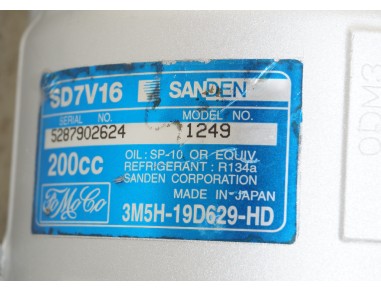 SD7V16 SANDEN
SERIAL NO. MODEL NO.
5287902624 1249
200cc
OIL: SP-10 OR EQUIV.
REFRIGERANT: R134a
SANDEN CORPORATION
MADE IN JAPAN
FoMoCo 3M5H-19D629-HD
ODM3